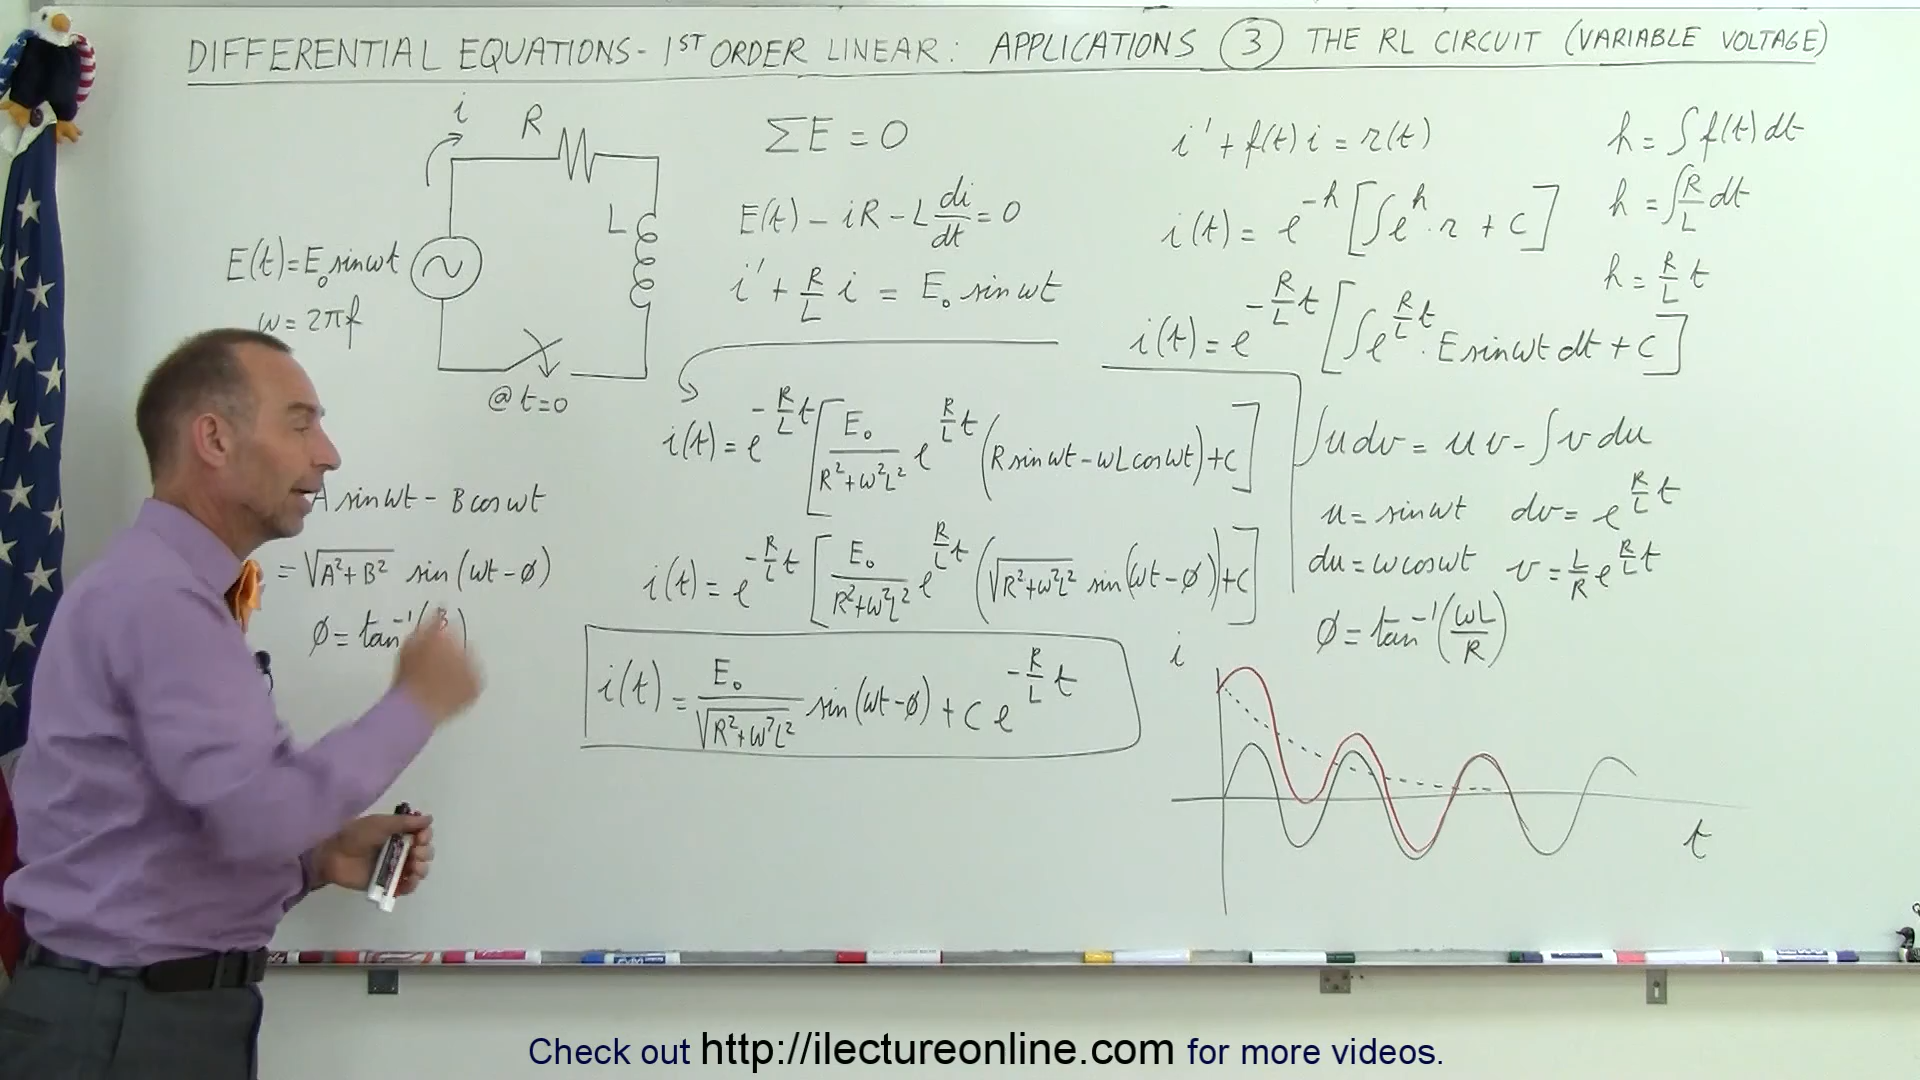 DIFFERENTIAL EQUATIONS - 1ST ORDER LINEAR: APPLICATIONS ③ THE RL CIRCUIT (VARIABLE VOLTAGE)
i
R
L
E(t)=E₀ sin ωt
ω = 2πf
@ t=0
ΣE = 0
E(t) - iR - L di/dt = 0
i' + R/L i = E₀ sin ωt
i' + f(t) i = r(t)
i(t) = e^(-h) [∫e^h · r + C]
i(t) = e^(-R/L t) [∫e^(R/L t) · E sin ωt dt + C]
h = ∫f(t) dt
h = ∫R/L dt
h = R/L t
i(t) = e^(-R/L t) [E₀/(R²+ω²L²) e^(R/L t) (R sin ωt - ωL cos ωt) + C]
i(t) = e^(-R/L t) [E₀/(R²+ω²L²) e^(R/L t) (√(R²+ω²L²) sin(ωt-ø)) + C]
i(t) = E₀/√(R²+ω²L²) sin(ωt-ø) + C e^(-R/L t)
A sin ωt - B cos ωt
= √(A²+B²) sin(ωt-ø)
ø = tan⁻¹(B )
∫u dv = uv - ∫v du
u = sin ωt dv = e^(R/L t)
du = ω cos ωt v = L/R e^(R/L t)
ø = tan⁻¹(ωL/R)
i
t
Check out http://ilectureonline.com for more videos.